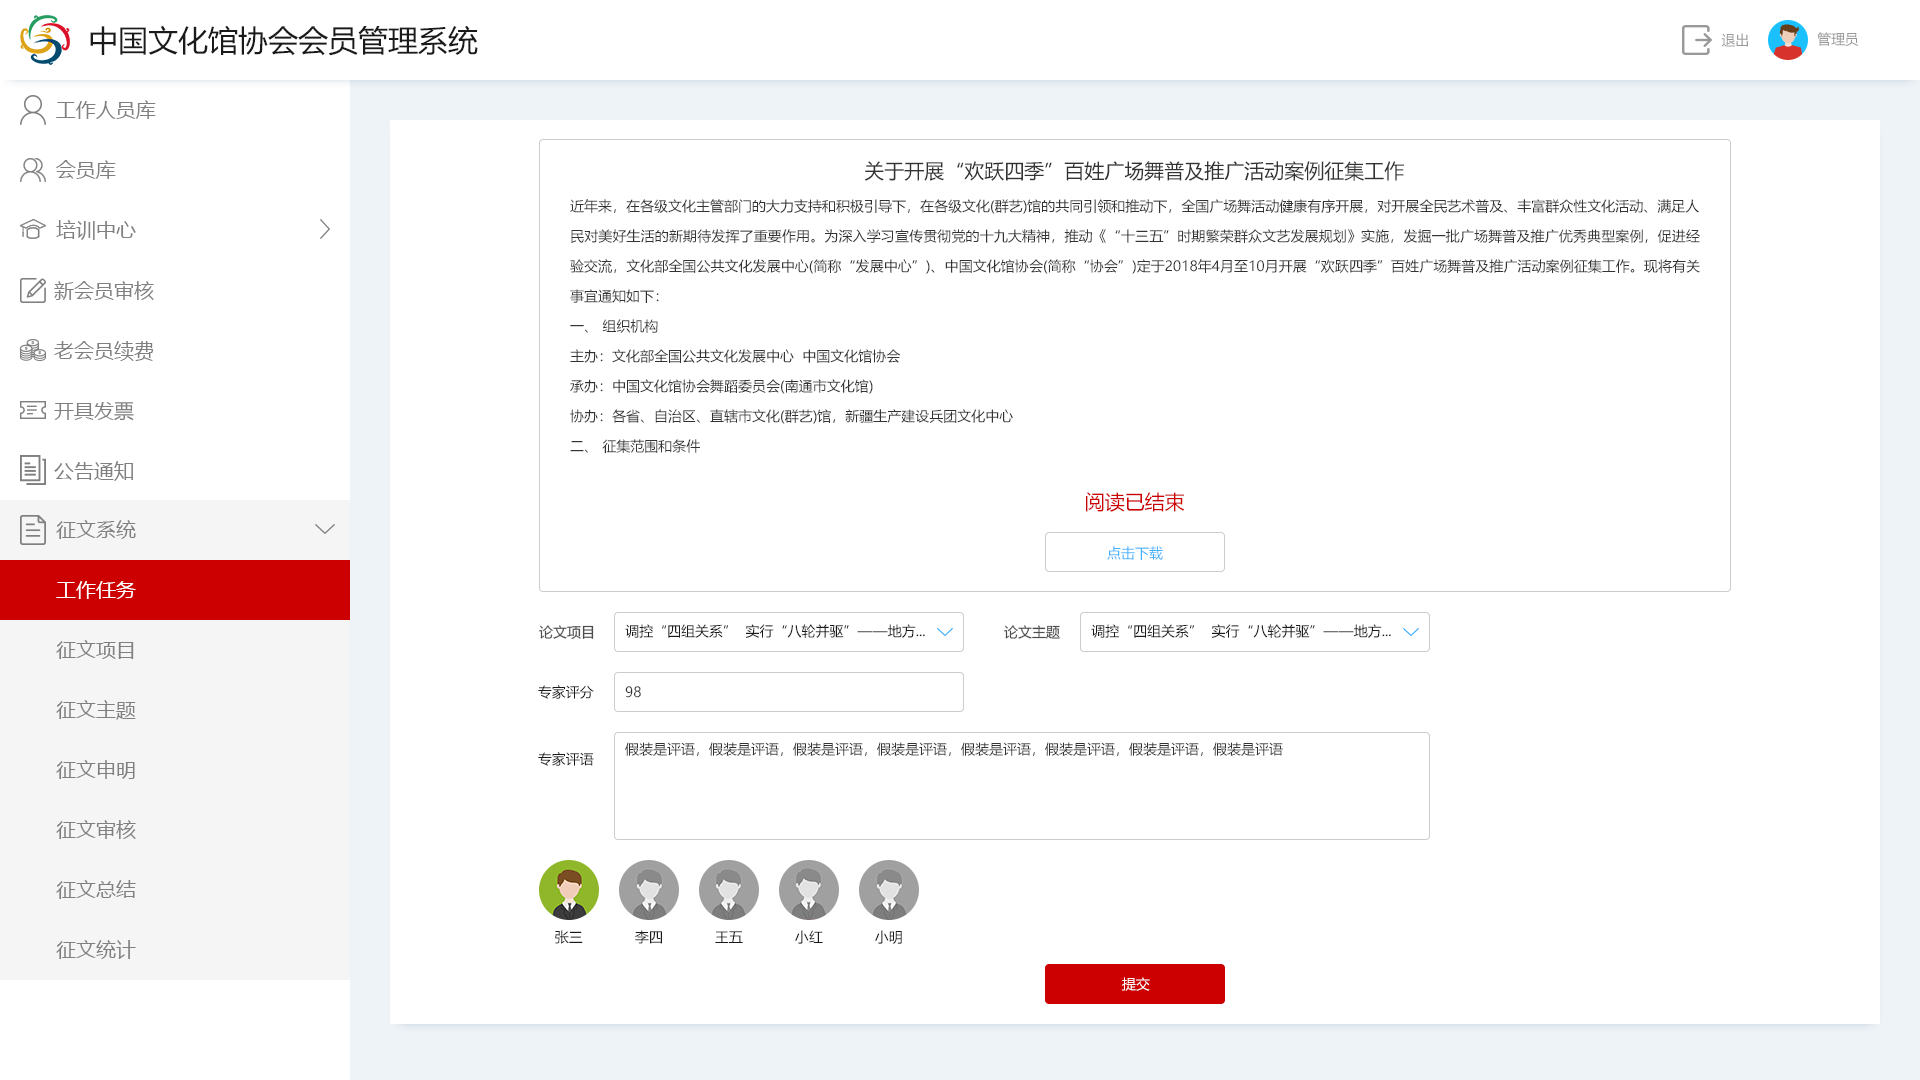 中国文化馆协会会员管理系统
退出
管理员
工作人员库
会员库
培训中心
新会员审核
老会员续费
开具发票
公告通知
征文系统
工作任务
征文项目
征文主题
征文申明
征文审核
征文总结
征文统计
关于开展“欢跃四季”百姓广场舞普及推广活动案例征集工作
近年来，在各级文化主管部门的大力支持和积极引导下，在各级文化(群艺)馆的共同引领和推动下，全国广场舞活动健康有序开展，对开展全民艺术普及、丰富群众性文化活动、满足人
民对美好生活的新期待发挥了重要作用。为深入学习宣传贯彻党的十九大精神，推动《“十三五”时期繁荣群众文艺发展规划》实施，发掘一批广场舞普及推广优秀典型案例，促进经
验交流，文化部全国公共文化发展中心(简称“发展中心”)、中国文化馆协会(简称“协会”)定于2018年4月至10月开展“欢跃四季”百姓广场舞普及推广活动案例征集工作。现将有关
事宜通知如下：
一、 组织机构
主办：文化部全国公共文化发展中心 中国文化馆协会
承办：中国文化馆协会舞蹈委员会(南通市文化馆)
协办：各省、自治区、直辖市文化(群艺)馆，新疆生产建设兵团文化中心
二、 征集范围和条件
阅读已结束
点击下载
论文项目 调控“四组关系” 实行“八轮并驱”——地方...
论文主题 调控“四组关系” 实行“八轮并驱”——地方...
专家评分 98
专家评语 假装是评语，假装是评语，假装是评语，假装是评语，假装是评语，假装是评语，假装是评语，假装是评语
张三 李四 王五 小红 小明
提交